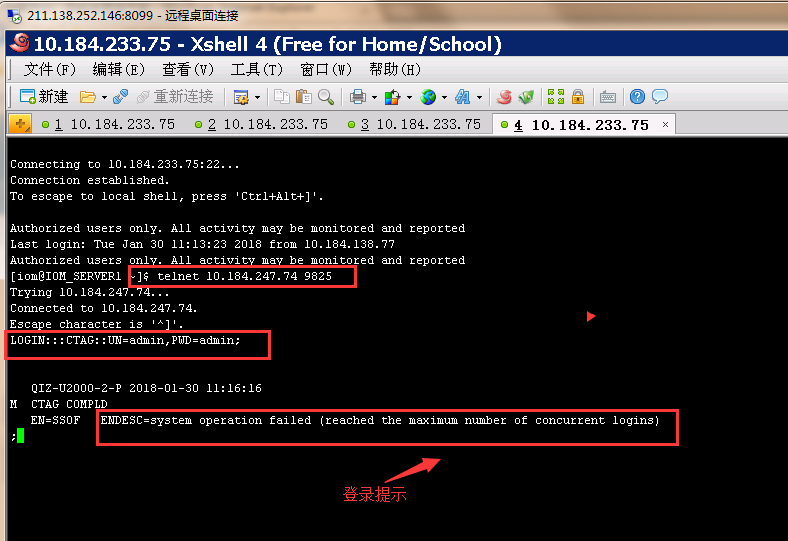 211.138.252.146:8099 - 远程桌面连接
10.184.233.75 - Xshell 4 (Free for Home/School)
文件(F) 编辑(E) 查看(V) 工具(T) 窗口(W) 帮助(H)
新建 重新连接
1 10.184.233.75 2 10.184.233.75 3 10.184.233.75 4 10.184.233.75 ×
Connecting to 10.184.233.75:22...
Connection established.
To escape to local shell, press 'Ctrl+Alt+]'.
Authorized users only. All activity may be monitored and reported
Last login: Tue Jan 30 11:13:23 2018 from 10.184.138.77
Authorized users only. All activity may be monitored and reported
[iom@IOM_SERVER1 ~]$ telnet 10.184.247.74 9825
Trying 10.184.247.74...
Connected to 10.184.247.74.
Escape character is '^]'.
LOGIN:::CTAG::UN=admin,PWD=admin;
QIZ-U2000-2-P 2018-01-30 11:16:16
M CTAG COMPLD
EN=SSOF ENDESC=system operation failed (reached the maximum number of concurrent logins)
;
登录提示